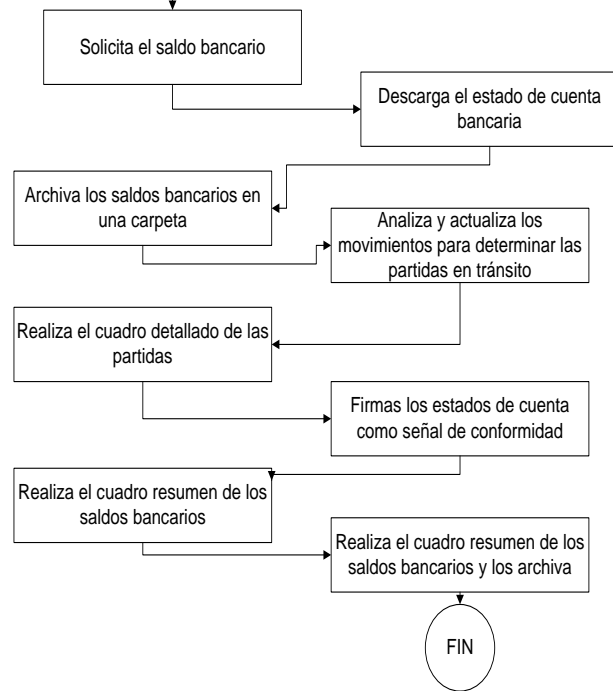 Solicita el saldo bancario
Descarga el estado de cuenta
bancaria
Archiva los saldos bancarios en
una carpeta
Analiza y actualiza los
movimientos para determinar las
partidas en tránsito
Realiza el cuadro detallado de las
partidas
Firmas los estados de cuenta
como señal de conformidad
Realiza el cuadro resumen de los
saldos bancarios
Realiza el cuadro resumen de los
saldos bancarios y los archiva
FIN